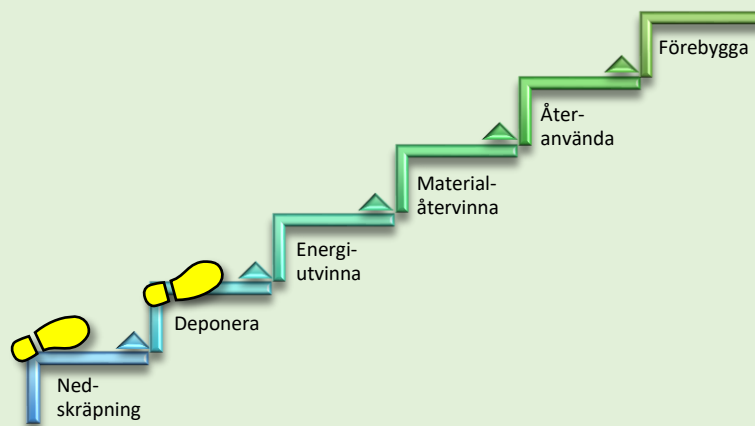 Förebygga
Åter-
använda
Material-
återvinna
Energi-
utvinna
Deponera
Ned-
skräpning